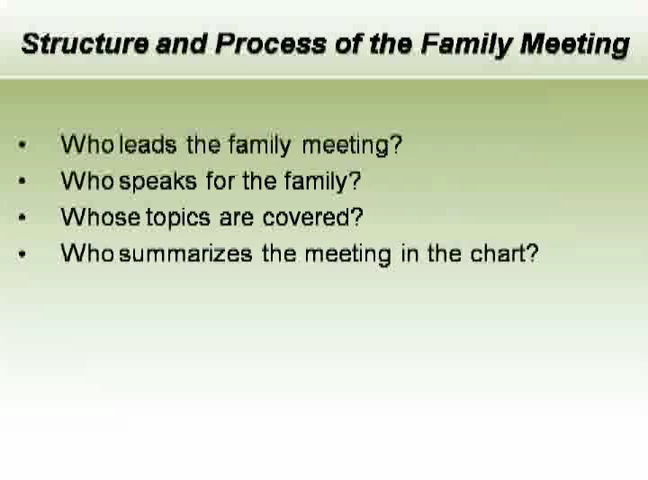 Structure and Process of the Family Meeting
• Who leads the family meeting?
• Who speaks for the family?
• Whose topics are covered?
• Who summarizes the meeting in the chart?